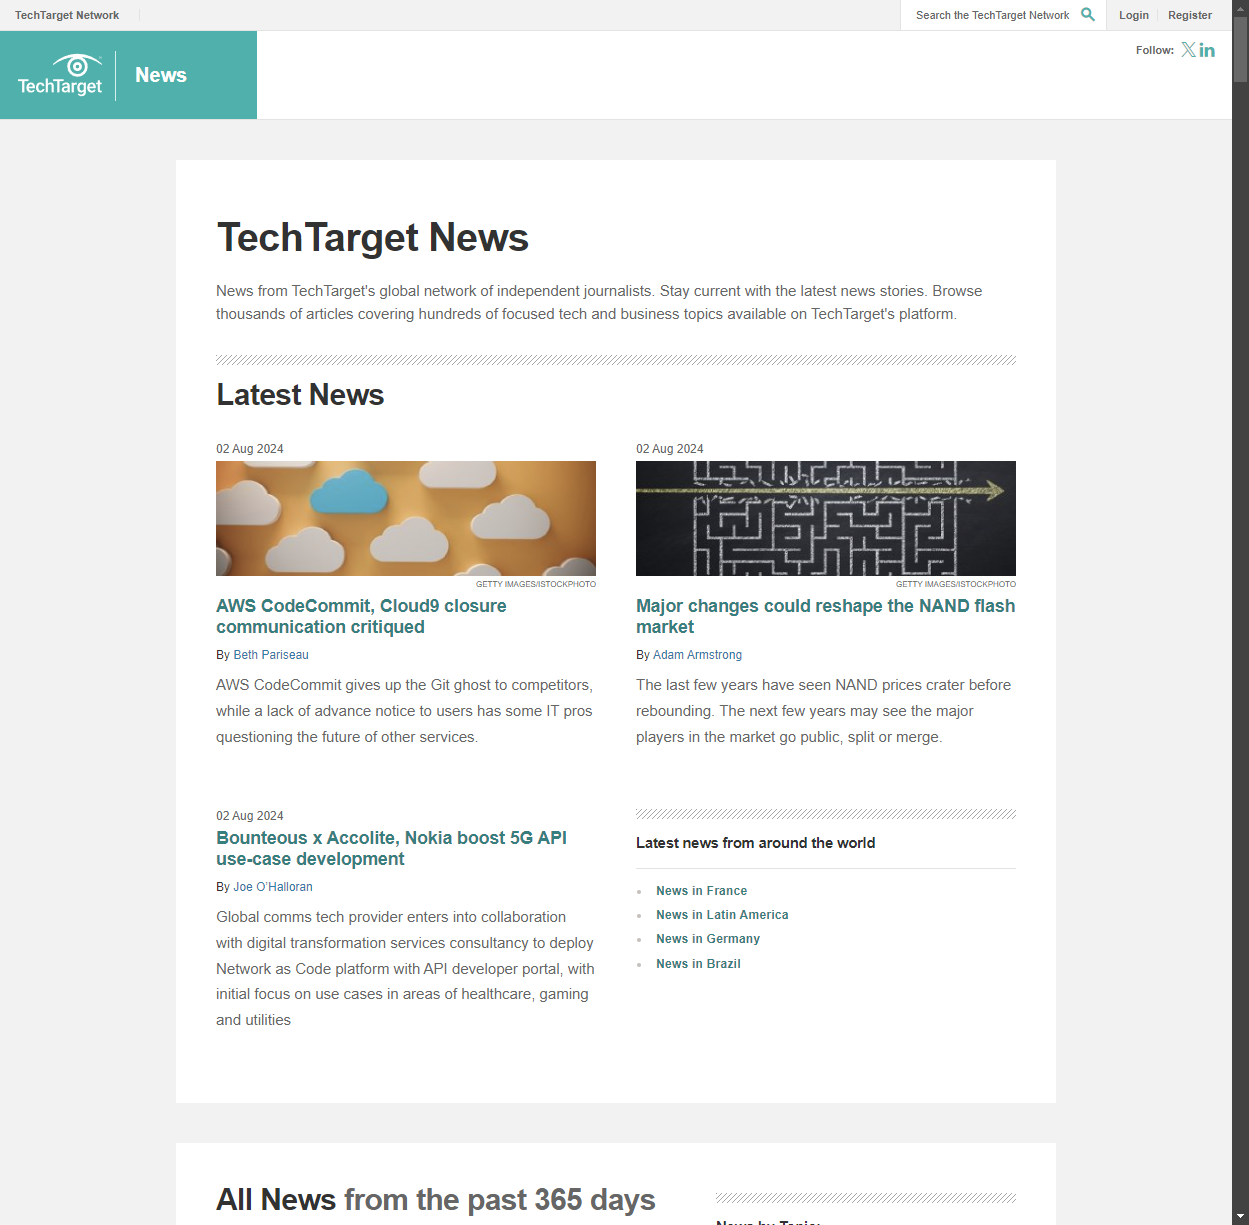 TechTarget Network
Search the TechTarget Network
Login
Register
TechTarget
News
Follow:
TechTarget News
News from TechTarget's global network of independent journalists. Stay current with the latest news stories. Browse
thousands of articles covering hundreds of focused tech and business topics available on TechTarget's platform.
Latest News
02 Aug 2024
GETTY IMAGES/ISTOCKPHOTO
AWS CodeCommit, Cloud9 closure
communication critiqued
By Beth Pariseau
AWS CodeCommit gives up the Git ghost to competitors,
while a lack of advance notice to users has some IT pros
questioning the future of other services.
02 Aug 2024
GETTY IMAGES/ISTOCKPHOTO
Major changes could reshape the NAND flash
market
By Adam Armstrong
The last few years have seen NAND prices crater before
rebounding. The next few years may see the major
players in the market go public, split or merge.
02 Aug 2024
Bounteous x Accolite, Nokia boost 5G API
use-case development
By Joe O'Halloran
Global comms tech provider enters into collaboration
with digital transformation services consultancy to deploy
Network as Code platform with API developer portal, with
initial focus on use cases in areas of healthcare, gaming
and utilities
Latest news from around the world
News in France
News in Latin America
News in Germany
News in Brazil
All News from the past 365 days
News by Topic: